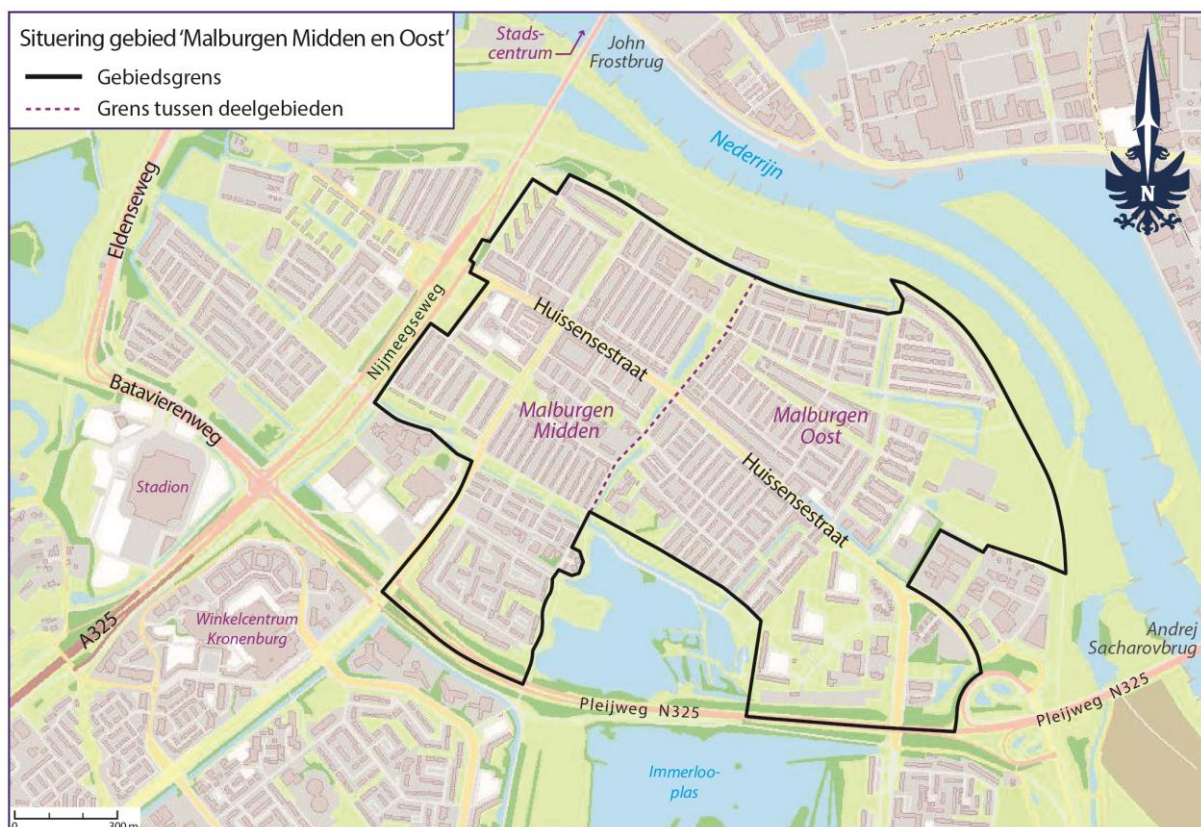 Situering gebied 'Malburgen Midden en Oost'
Gebiedsgrens
Grens tussen deelgebieden
Stads-
centrum
John
Frostbrug
Nederrijn
N
Eldenseweg
Nijmeegseweg
Huissensestraat
Batavierenweg
Malburgen
Midden
Malburgen
Oost
Stadion
Huissensestraat
A325
Winkelcentrum
Kronenburg
Andrej
Sacharovbrug
Pleijweg N325
Pleijweg N325
Immerloo-
plas
0 300 m